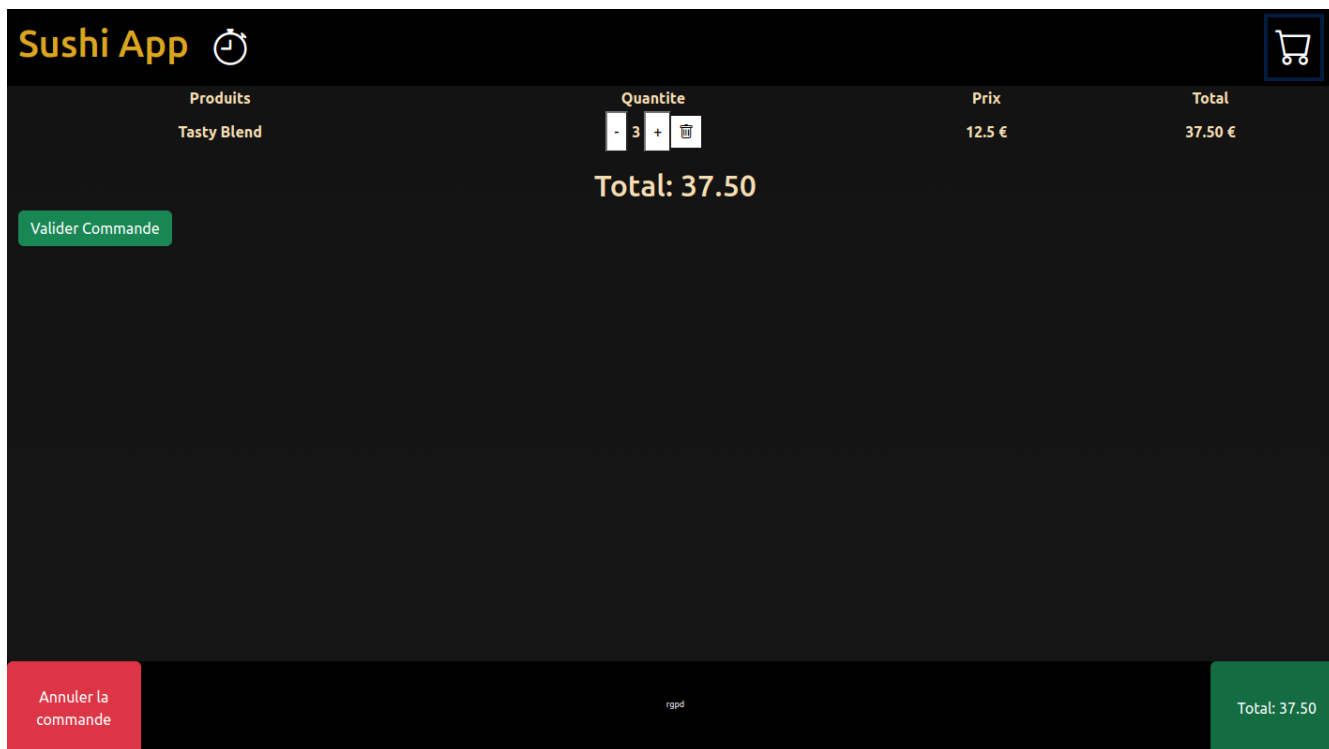 Sushi App
Produits Quantite Prix Total
Tasty Blend - 3 + 12.5 € 37.50 €
Total: 37.50
Valider Commande
Annuler la
commande
rgpd
Total: 37.50